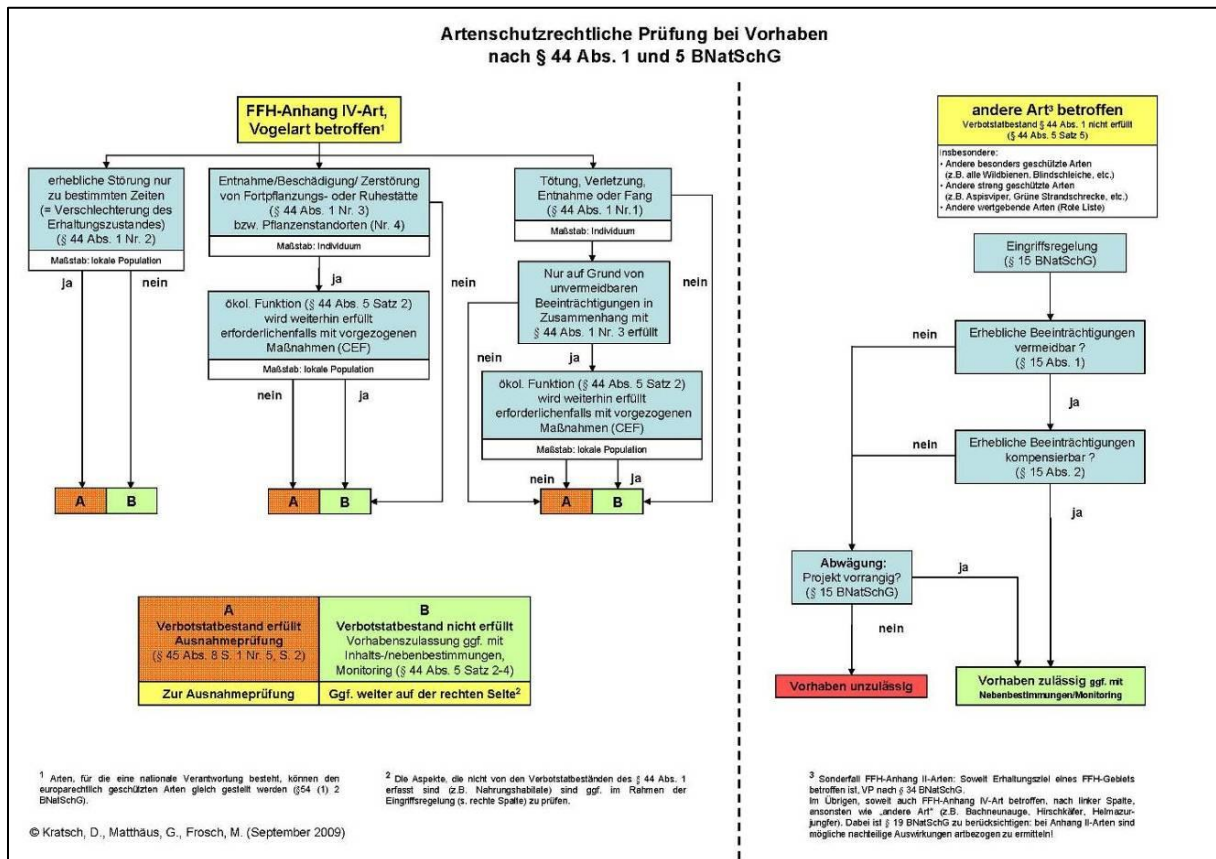 Artenschutzrechtliche Prüfung bei Vorhaben
nach § 44 Abs. 1 und 5 BNatSchG
FFH-Anhang IV-Art,
Vogelart betroffen¹
erhebliche Störung nur
zu bestimmten Zeiten
(= Verschlechterung des
Erhaltungszustandes)
(§ 44 Abs. 1 Nr. 2)
Maßstab: lokale Population
ja
nein
Entnahme/Beschädigung/ Zerstörung
von Fortpflanzungs- oder Ruhestätte
(§ 44 Abs. 1 Nr. 3)
bzw. Pflanzenstandorten (Nr. 4)
Maßstab: Individuum
ja
nein
ökol. Funktion (§ 44 Abs. 5 Satz 2)
wird weiterhin erfüllt
erforderlichenfalls mit vorgezogenen
Maßnahmen (CEF)
Maßstab: lokale Population
nein
ja
Tötung, Verletzung,
Entnahme oder Fang
(§ 44 Abs. 1 Nr.1)
Maßstab: Individuum
Nur auf Grund von
unvermeidbaren
Beeinträchtigungen in
Zusammenhang mit
§ 44 Abs. 1 Nr. 3 erfüllt
nein
ja
nein
ökol. Funktion (§ 44 Abs. 5 Satz 2)
wird weiterhin erfüllt
erforderlichenfalls mit vorgezogenen
Maßnahmen (CEF)
Maßstab: lokale Population
nein
ja
A B
A B
A B
A
Verbotstatbestand erfüllt
Ausnahmeprüfung
(§ 45 Abs. 8 S. 1 Nr. 5, S. 2)
Zur Ausnahmeprüfung
B
Verbotstatbestand nicht erfüllt
Vorhabenszulassung ggf. mit
Inhalts-/nebenbestimmungen,
Monitoring (§ 44 Abs. 5 Satz 2-4)
Ggf. weiter auf der rechten Seite²
¹ Arten, für die eine nationale Verantwortung besteht, können den
europarechtlich geschützten Arten gleich gestellt werden (§54 (1) 2
BNatSchG).
² Die Aspekte, die nicht von den Verbotstatbeständen des § 44 Abs. 1
erfasst sind (z.B. Nahrungshabitate) sind ggf. im Rahmen der
Eingriffsregelung (s. rechte Spalte) zu prüfen.
© Kratsch, D., Matthäus, G., Frosch, M. (September 2009)
andere Art³ betroffen
Verbotstatbestand § 44 Abs. 1 nicht erfüllt
(§ 44 Abs. 5 Satz 5)
Insbesondere:
• Andere besonders geschützte Arten
(z.B. alle Wildbienen, Blindschleiche, etc.)
• Andere streng geschützte Arten
(z.B. Aspisviper, Grüne Strandschrecke, etc.)
• Andere wertgebende Arten (Rote Liste)
Eingriffsregelung
(§ 15 BNatSchG)
nein
Erhebliche Beeinträchtigungen
vermeidbar ?
(§ 15 Abs. 1)
ja
nein
Erhebliche Beeinträchtigungen
kompensierbar ?
(§ 15 Abs. 2)
ja
Abwägung:
Projekt vorrangig?
(§ 15 BNatSchG)
ja
nein
Vorhaben unzulässig
Vorhaben zulässig ggf. mit
Nebenbestimmungen/Monitoring
³ Sonderfall FFH-Anhang II-Arten: Soweit Erhaltungsziel eines FFH-Gebiets
betroffen ist, VP nach § 34 BNatSchG.
Im Übrigen, soweit auch FFH-Anhang IV-Art betroffen, nach linker Spalte,
ansonsten wie „andere Art“ (z.B. Bachneunauge, Hirschkäfer, Helmazur-
jungfer). Dabei ist § 19 BNatSchG zu berücksichtigen: bei Anhang II-Arten sind
mögliche nachteilige Auswirkungen artbezogen zu ermitteln!